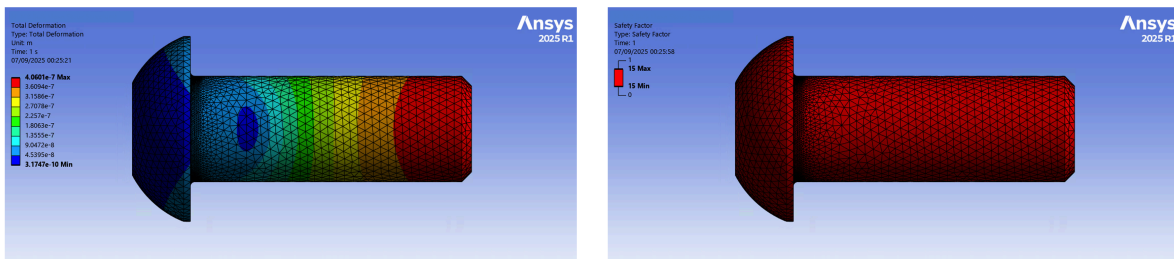 Total Deformation
Type: Total Deformation
Unit: m
Time: 1 s
07/09/2025 00:25:21
4.0601e-7 Max
3.6094e-7
3.1586e-7
2.7078e-7
2.257e-7
1.8063e-7
1.3555e-7
9.0472e-8
4.5395e-8
3.1747e-10 Min
Ansys
2025 R1
Safety Factor
Type: Safety Factor
Time: 1
07/09/2025 00:25:58
1
15 Max
15 Min
0
Ansys
2025 R1